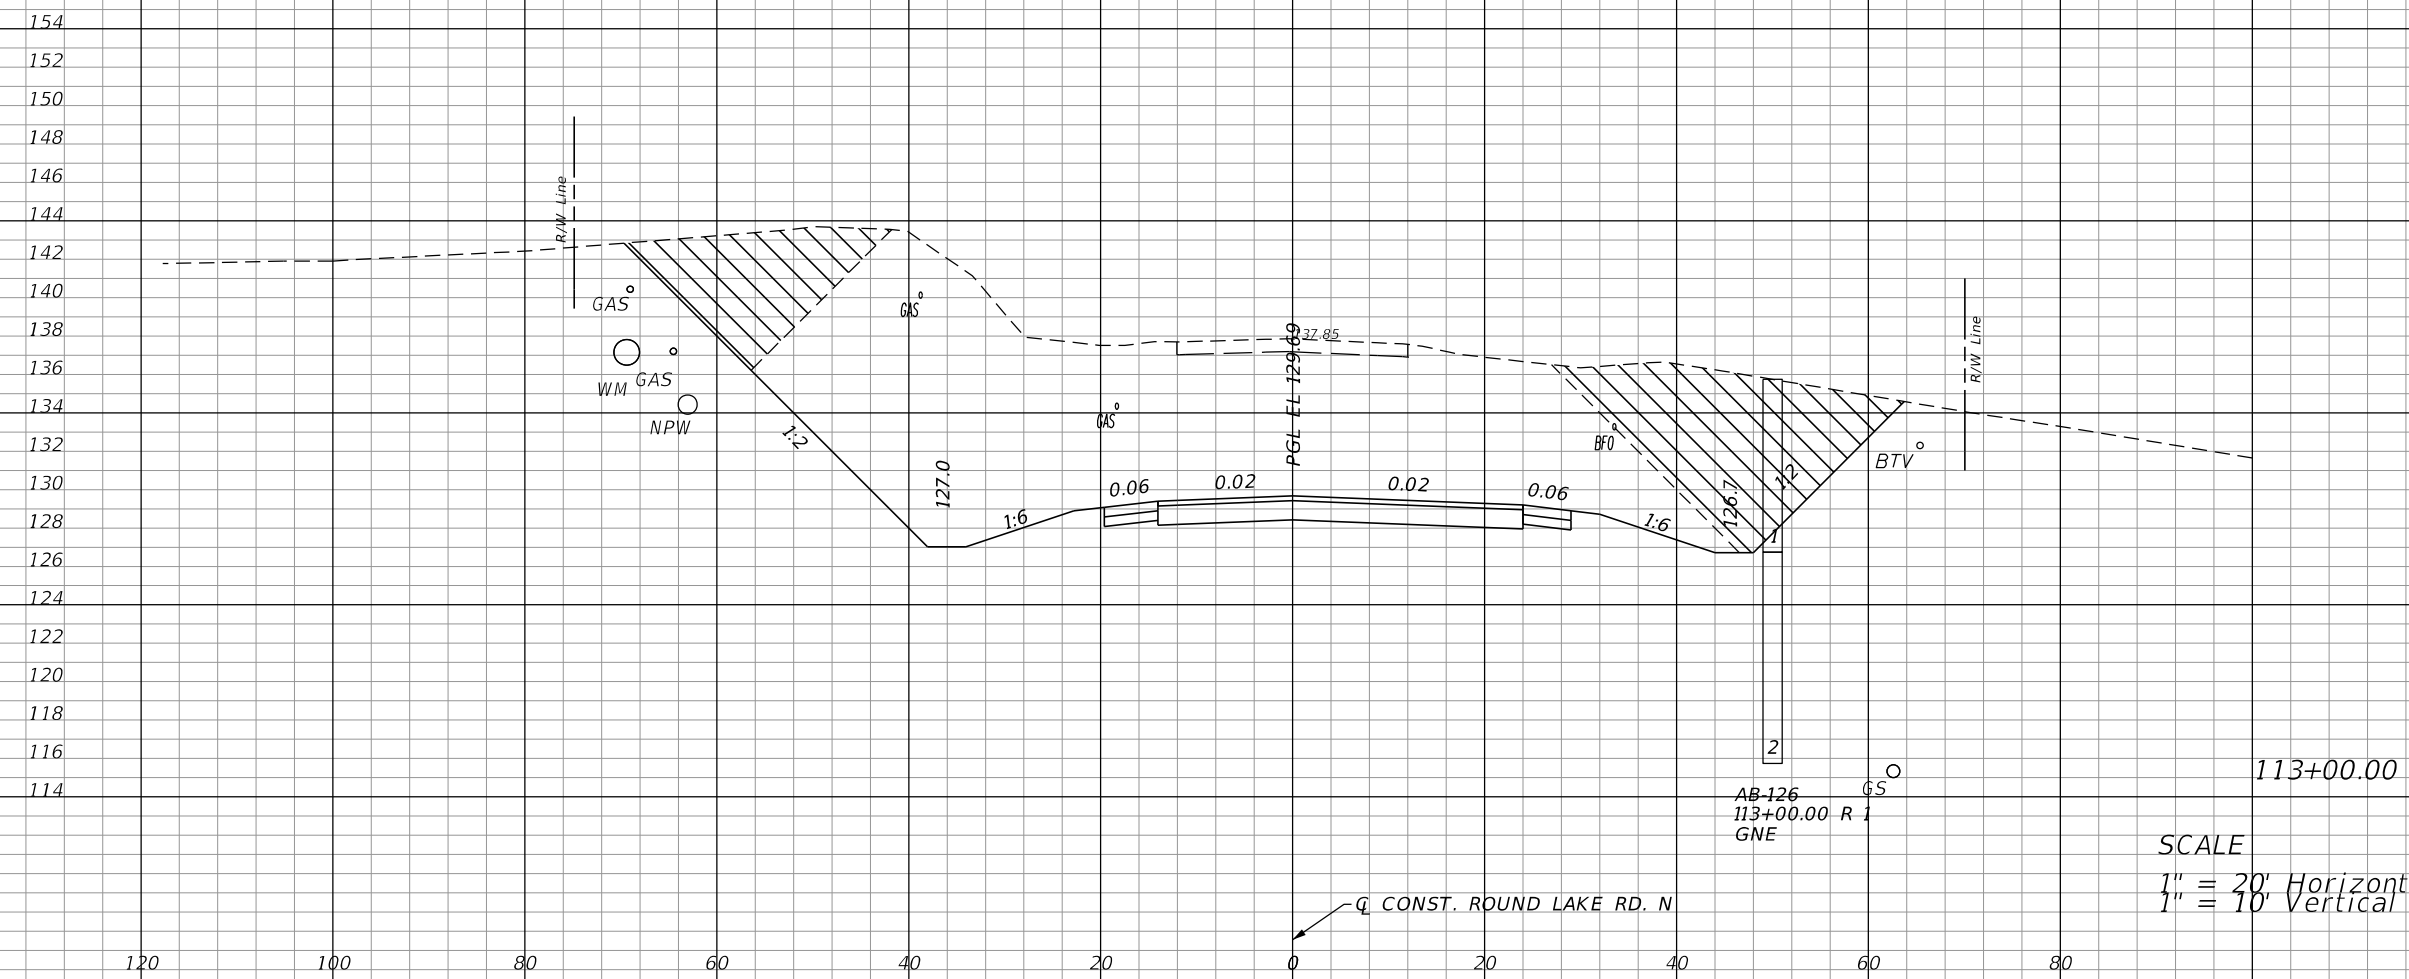 154
152
150
148
146
144
142
140
138
136
134
132
130
128
126
124
122
120
118
116
114
R/W Line
GAS
WM
GAS
NPW
1:2
GAS
127.0
1:6
GAS
0.06
0.02
PGL EL 129.69
137.85
0.02
0.06
BFO
1:6
126.7
1:2
1
2
BTV
R/W Line
GS
AB-126
113+00.00 R 1
GNE
113+00.00
SCALE
1" = 20' Horizont
1" = 10' Vertical
℄ CONST. ROUND LAKE RD. N
120 100 80 60 40 20 0 20 40 60 80